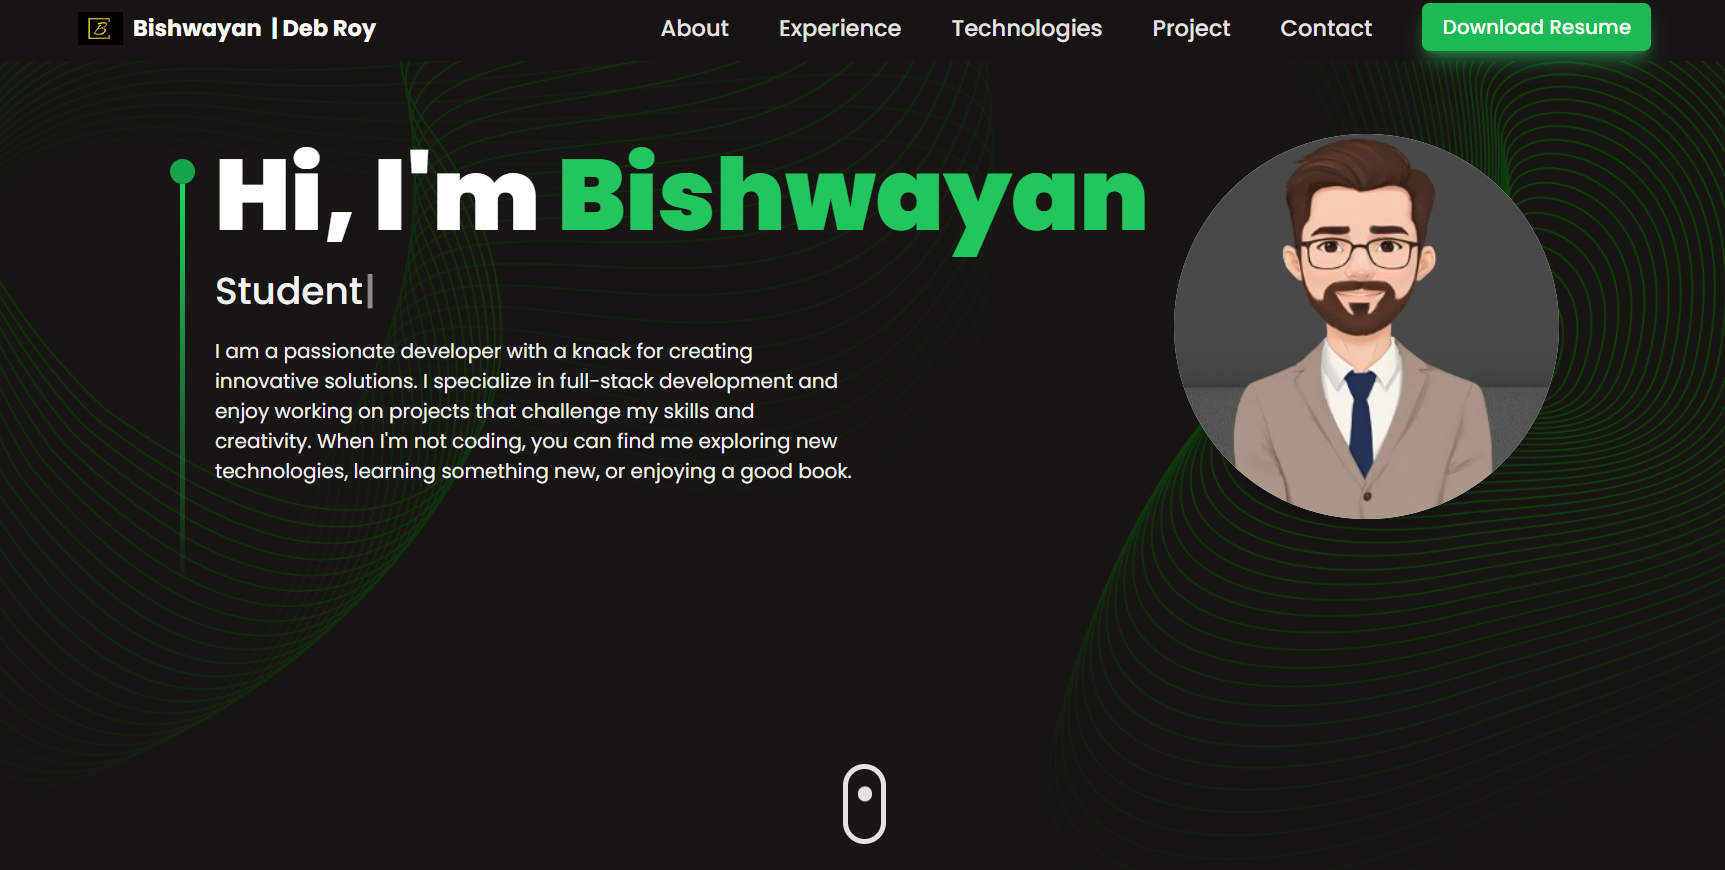 B
Bishwayan | Deb Roy
About
Experience
Technologies
Project
Contact
Download Resume
Hi, I'm Bishwayan
Student|
I am a passionate developer with a knack for creating
innovative solutions. I specialize in full-stack development and
enjoy working on projects that challenge my skills and
creativity. When I'm not coding, you can find me exploring new
technologies, learning something new, or enjoying a good book.